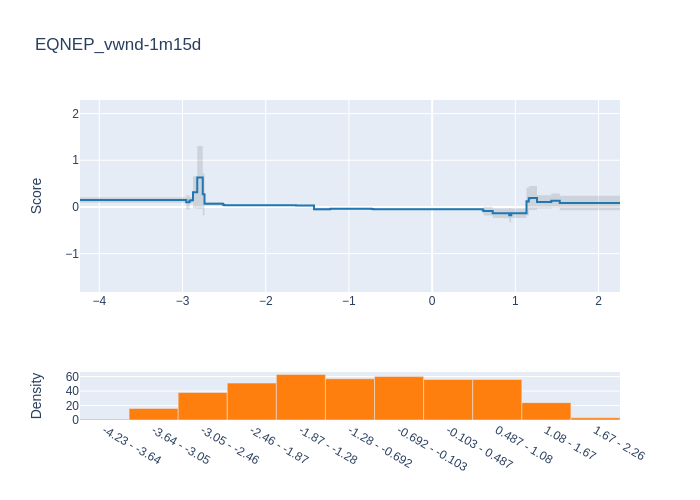 EQNEP_vwnd-1m15d
Score
2
1
0
−1
−4
−3
−2
−1
0
1
2
Density
60
40
20
0
-4.23 - -3.64
-3.64 - -3.05
-3.05 - -2.46
-2.46 - -1.87
-1.87 - -1.28
-1.28 - -0.692
-0.692 - -0.103
-0.103 - 0.487
0.487 - 1.08
1.08 - 1.67
1.67 - 2.26